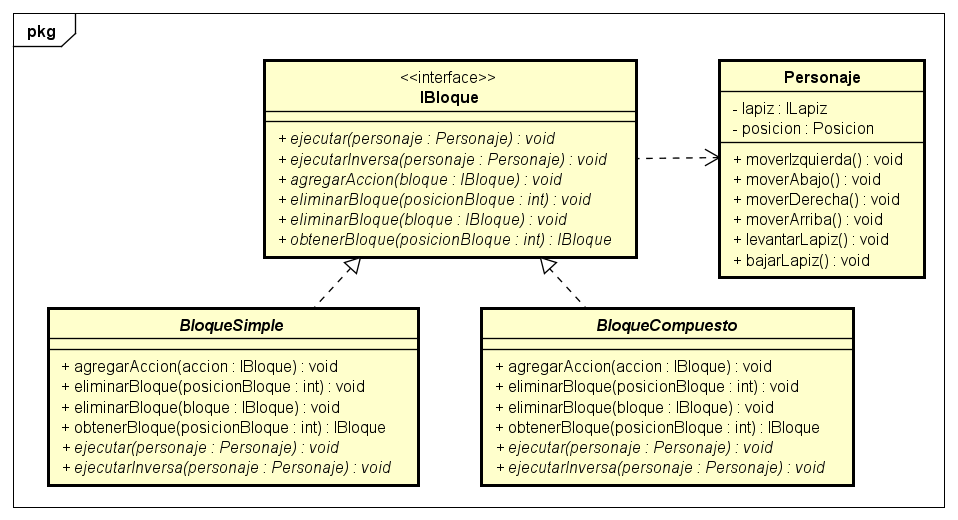 pkg
<<interface>>
IBloque
+ ejecutar(personaje : Personaje) : void
+ ejecutarInversa(personaje : Personaje) : void
+ agregarAccion(bloque : IBloque) : void
+ eliminarBloque(posicionBloque : int) : void
+ eliminarBloque(bloque : IBloque) : void
+ obtenerBloque(posicionBloque : int) : IBloque
Personaje
- lapiz : ILapiz
- posicion : Posicion
+ moverIzquierda() : void
+ moverAbajo() : void
+ moverDerecha() : void
+ moverArriba() : void
+ levantarLapiz() : void
+ bajarLapiz() : void
BloqueSimple
+ agregarAccion(accion : IBloque) : void
+ eliminarBloque(posicionBloque : int) : void
+ eliminarBloque(bloque : IBloque) : void
+ obtenerBloque(posicionBloque : int) : IBloque
+ ejecutar(personaje : Personaje) : void
+ ejecutarInversa(personaje : Personaje) : void
BloqueCompuesto
+ agregarAccion(accion : IBloque) : void
+ eliminarBloque(posicionBloque : int) : void
+ eliminarBloque(bloque : IBloque) : void
+ obtenerBloque(posicionBloque : int) : IBloque
+ ejecutar(personaje : Personaje) : void
+ ejecutarInversa(personaje : Personaje) : void